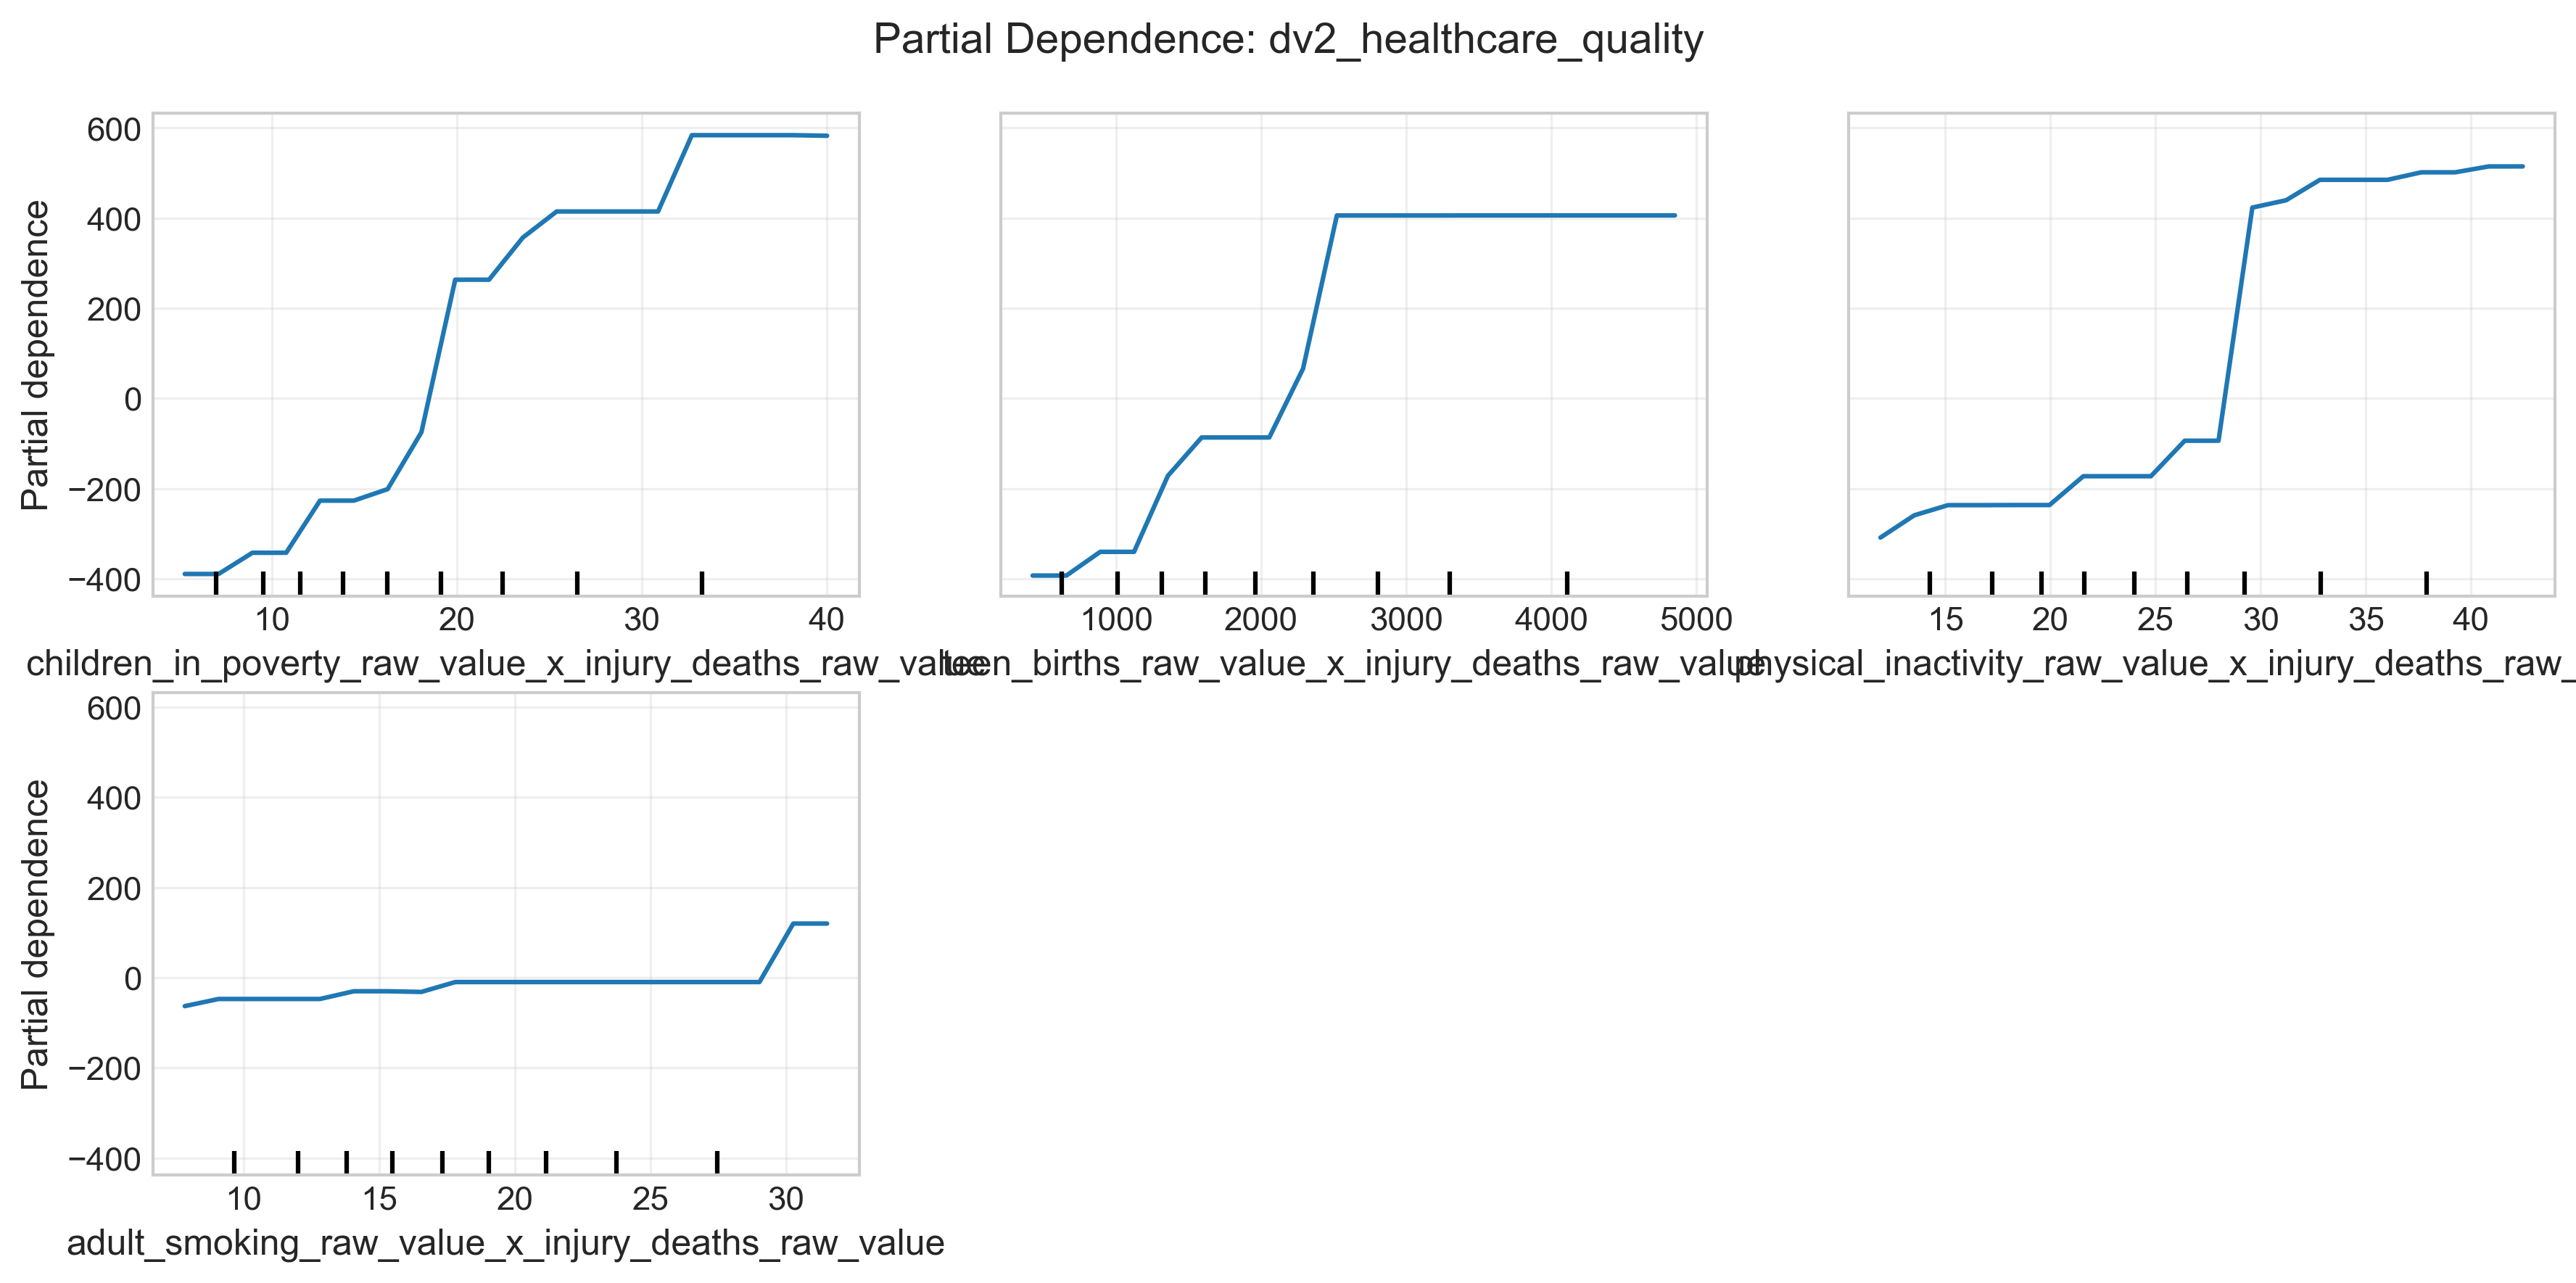 Partial Dependence: dv2_healthcare_quality
Partial dependence
600
400
200
0
−200
−400
10 20 30 40
children_in_poverty_raw_value_x_injury_deaths_raw_value
1000 2000 3000 4000 5000
teen_births_raw_value_x_injury_deaths_raw_value
15 20 25 30 35 40
physical_inactivity_raw_value_x_injury_deaths_raw_
Partial dependence
600
400
200
0
−200
−400
10 15 20 25 30
adult_smoking_raw_value_x_injury_deaths_raw_value